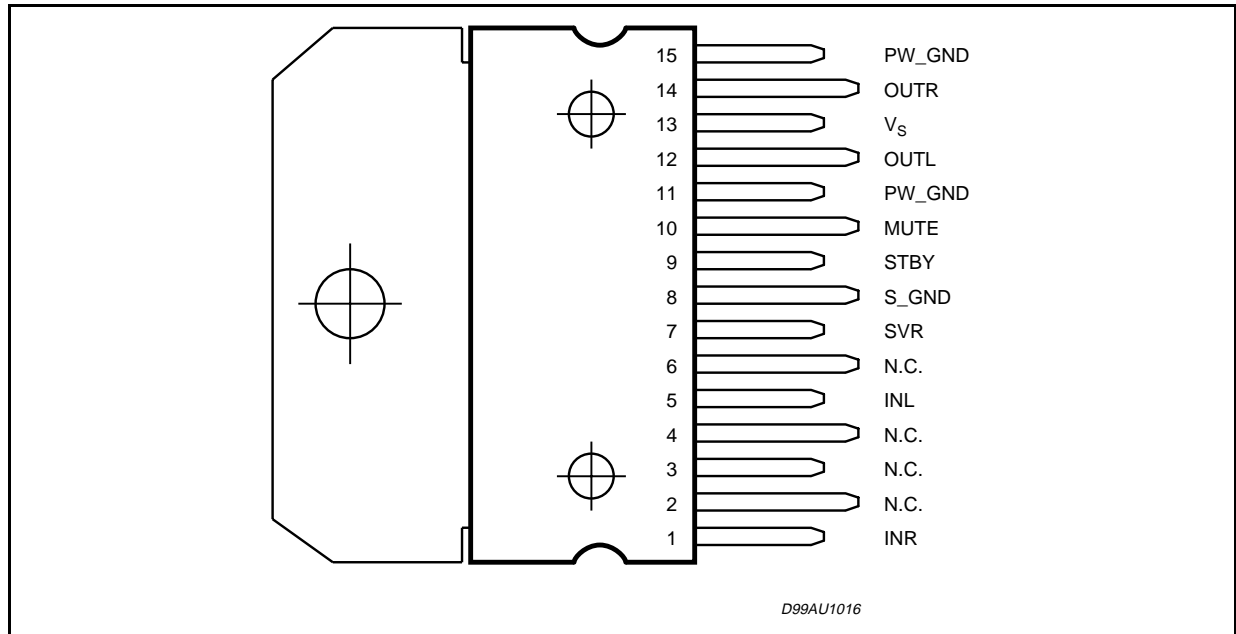 15 PW_GND
14 OUTR
13 VS
12 OUTL
11 PW_GND
10 MUTE
9 STBY
8 S_GND
7 SVR
6 N.C.
5 INL
4 N.C.
3 N.C.
2 N.C.
1 INR
D99AU1016